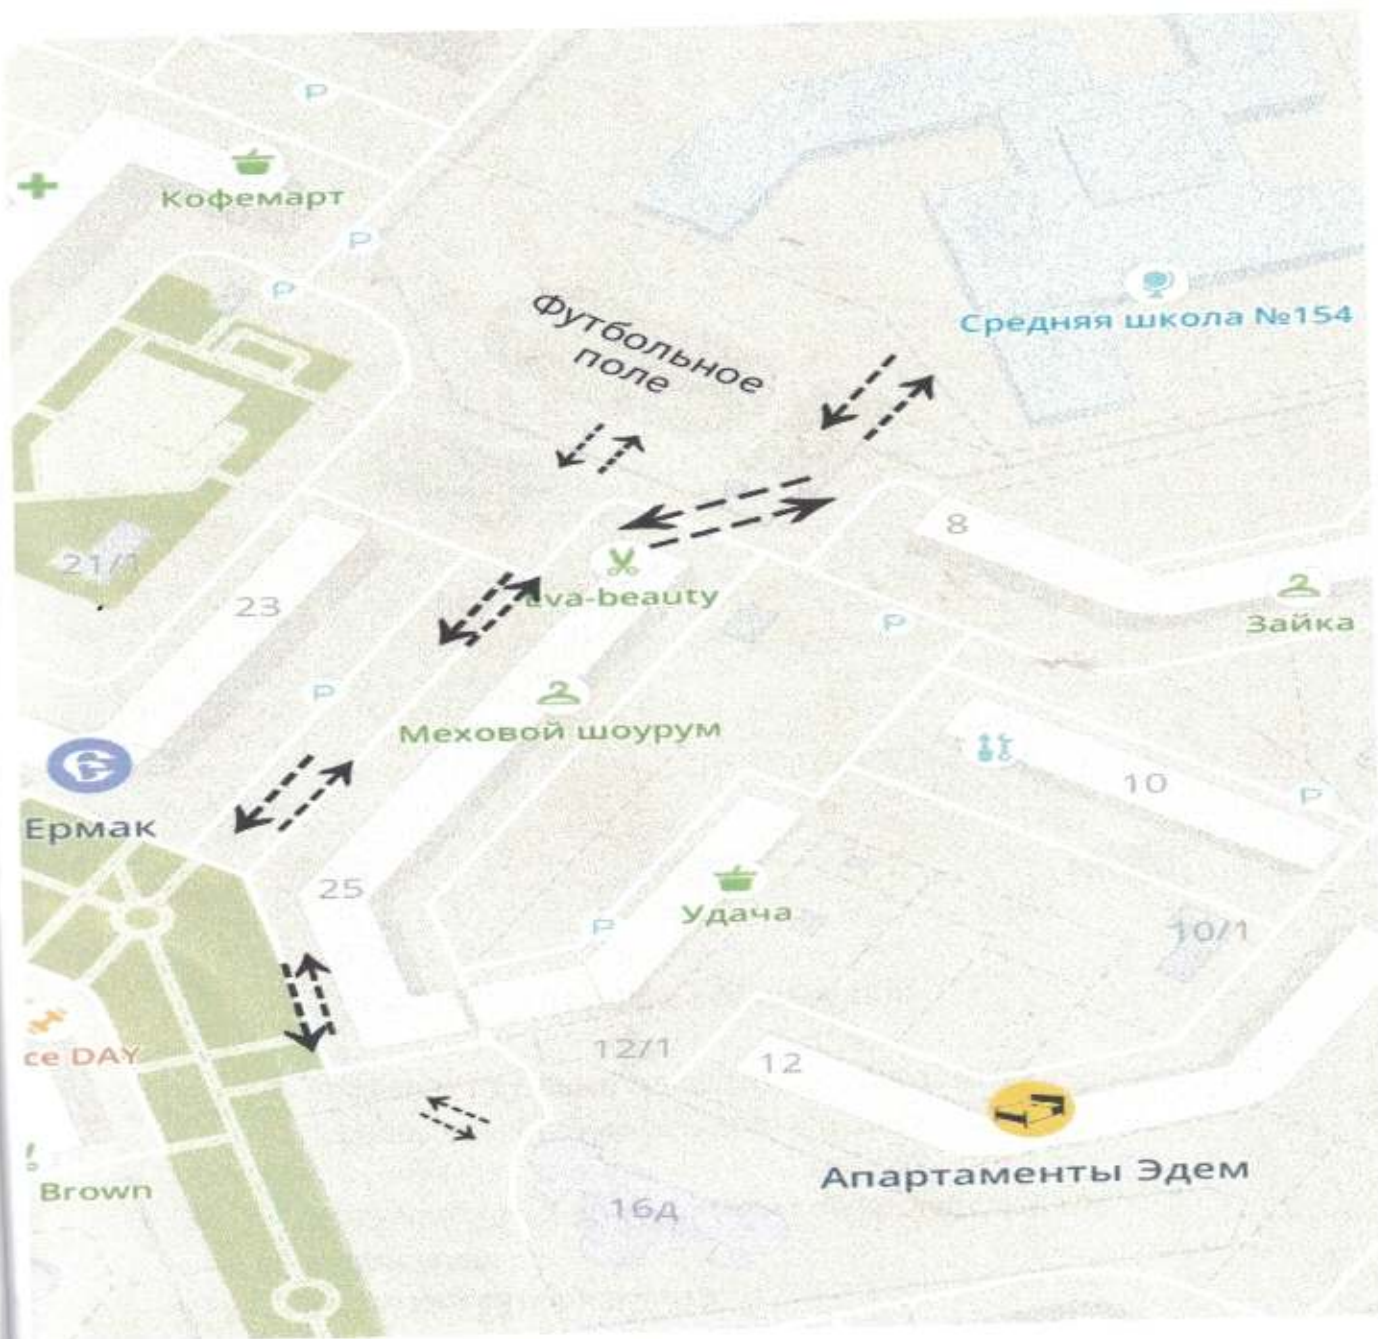 P
Кофемарт
P
P
Футбольное
поле
Средняя школа №154
8
21/1
23
Eva-beauty
P
Зайка
P
Меховой шоурум
10
P
Ермак
25
Удача
P
10/1
ce DAY
12/1
12
Brown
Апартаменты Эдем
16д